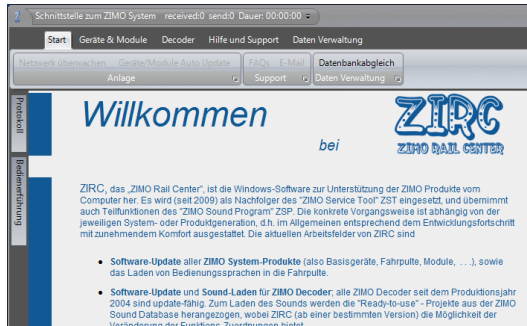 Schnittstelle zum ZIMO System received:0 send:0 Dauer: 00:00:00
Start Geräte & Module Decoder Hilfe und Support Daten Verwaltung
Netzwerk überwachen Geräte/Module Auto Update FAQs E-Mail Datenbankabgleich
Anlage Support Daten Verwaltung
Protokoll
Bedienerführung
Willkommen
bei
ZIRC
ZIMO RAIL CENTER
ZIRC, das „ZIMO Rail Center", ist die Windows-Software zur Unterstützung der ZIMO Produkte vom
Computer her. Es wird (seit 2009) als Nachfolger des "ZIMO Service Tool" ZST eingesetzt, und übernimmt
auch Teilfunktionen des "ZIMO Sound Program" ZSP. Die konkrete Vorgangsweise ist abhängig von der
jeweiligen System- oder Produktgeneration, d.h. im Allgemeinen entsprechend dem Entwicklungsfortschritt
mit zunehmendem Komfort ausgestattet. Die aktuellen Arbeitsfelder von ZIRC sind
• Software-Update aller ZIMO System-Produkte (also Basisgeräte, Fahrpulte, Module, . . .), sowie
das Laden von Bedienungssprachen in die Fahrpulte.
• Software-Update und Sound-Laden für ZIMO Decoder; alle ZIMO Decoder seit dem Produktionsjahr
2004 sind update-fähig. Zum Laden des Sounds werden die "Ready-to-use" - Projekte aus der ZIMO
Sound Database herangezogen, wobei ZIRC (ab einer bestimmten Version) die Möglichkeit der
Veränderung der Funktions-Zuordnungen bietet.